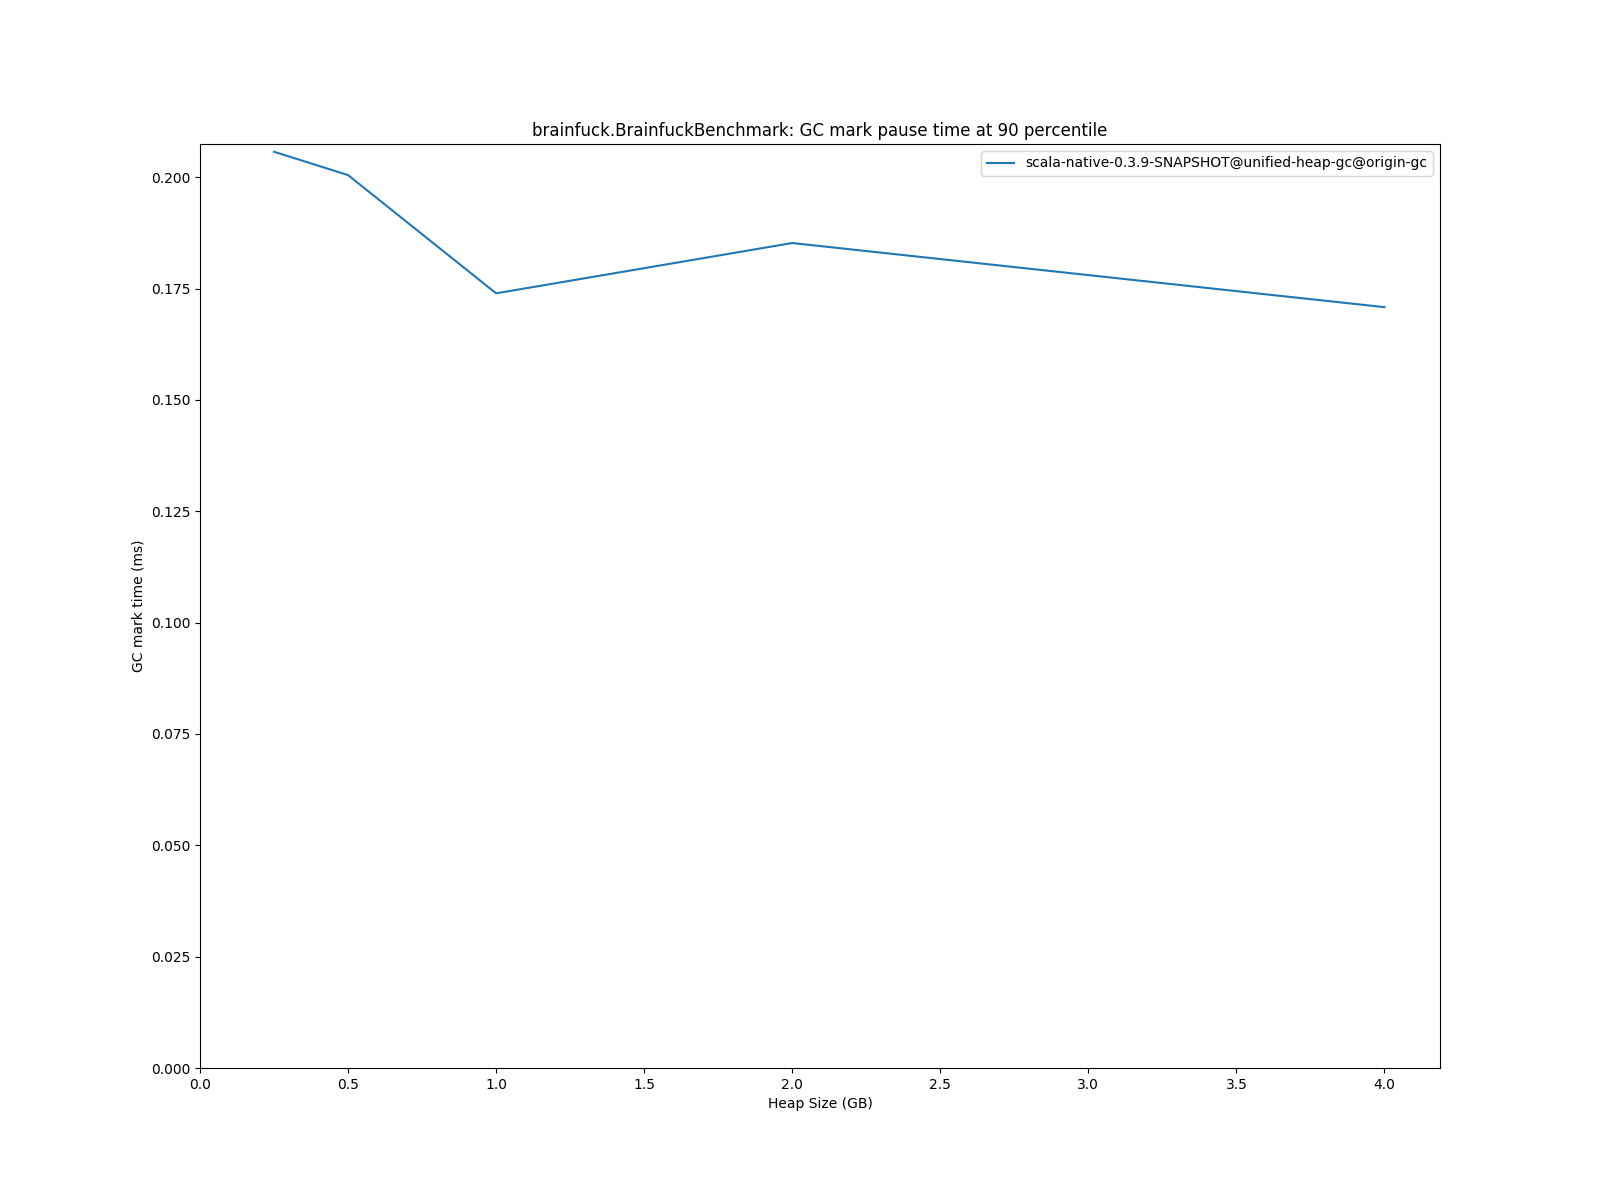 brainfuck.BrainfuckBenchmark: GC mark pause time at 90 percentile
scala-native-0.3.9-SNAPSHOT@unified-heap-gc@origin-gc
0.200
0.175
0.150
0.125
0.100
0.075
0.050
0.025
0.000
GC mark time (ms)
0.0 0.5 1.0 1.5 2.0 2.5 3.0 3.5 4.0
Heap Size (GB)